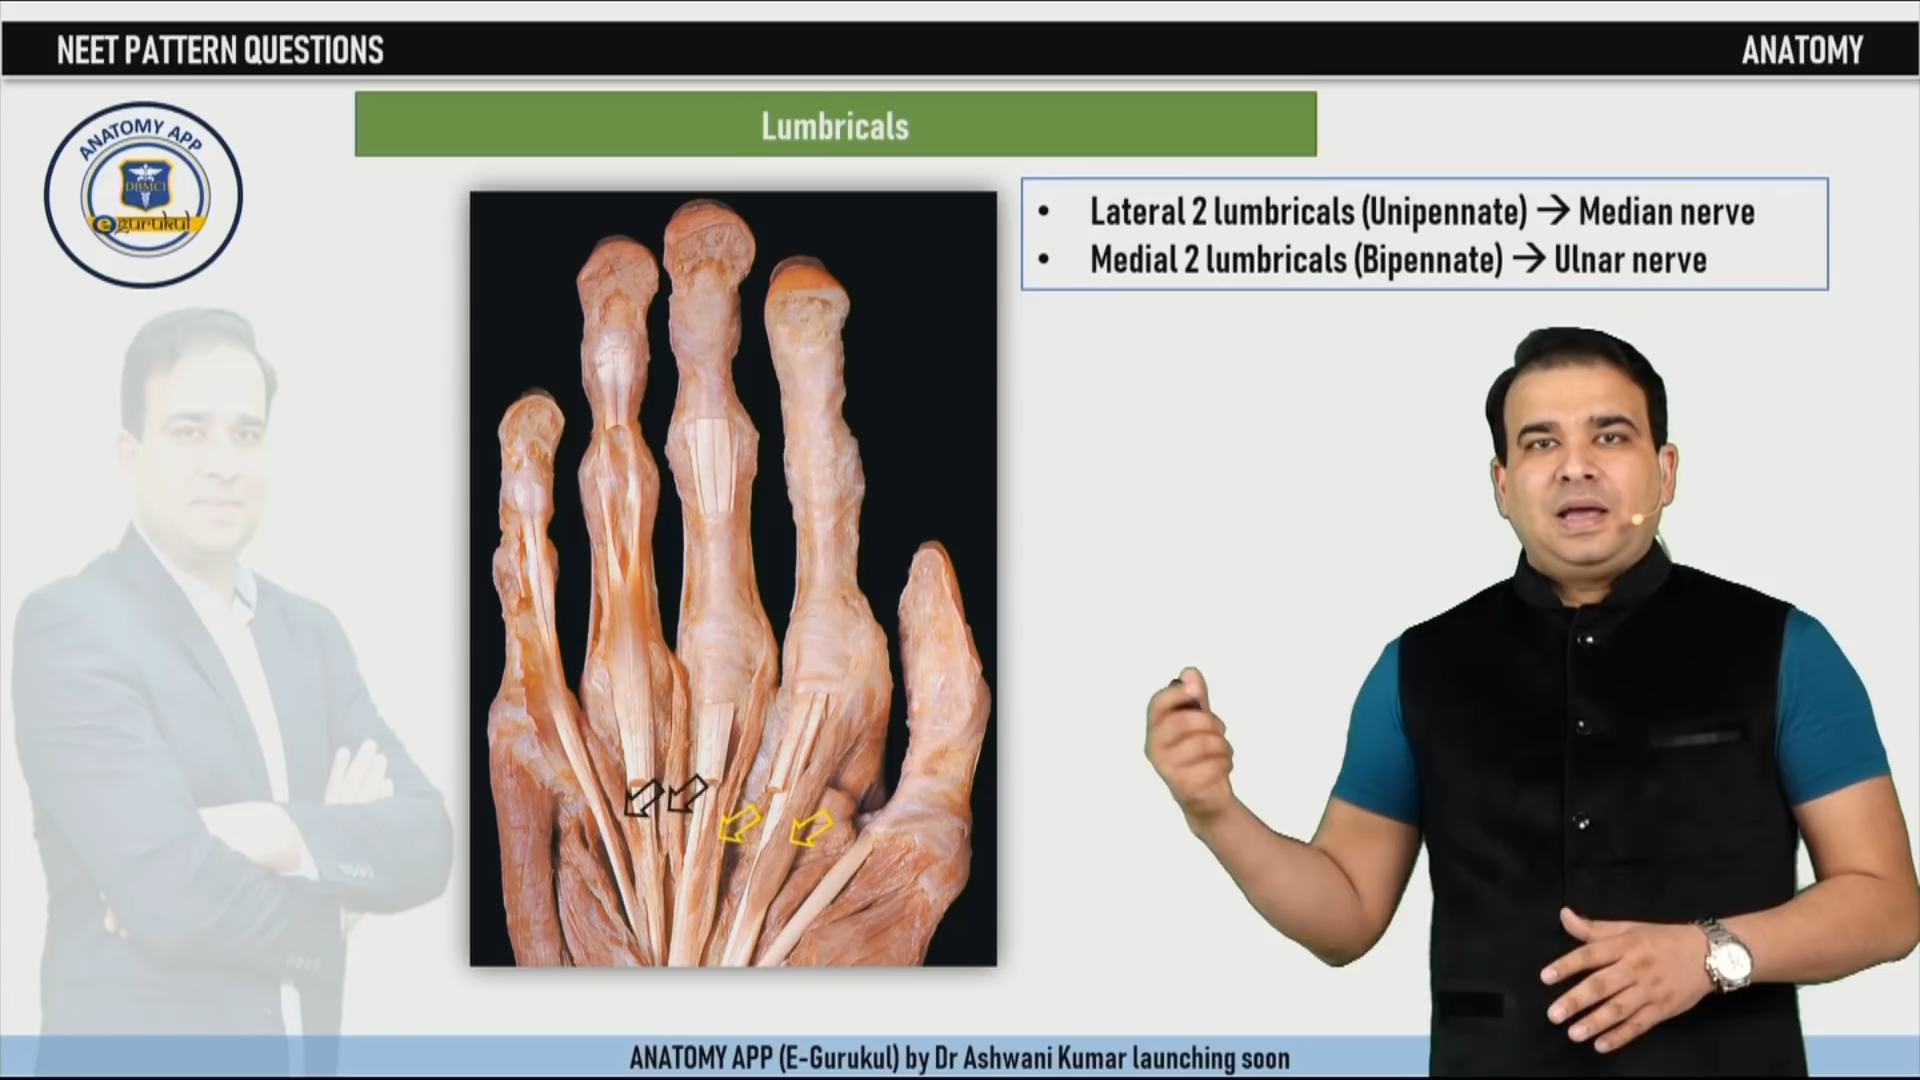 NEET PATTERN QUESTIONS
ANATOMY
ANATOMY APP
DBMCI
e gurukul
Lumbricals
• Lateral 2 lumbricals (Unipennate) → Median nerve
• Medial 2 lumbricals (Bipennate) → Ulnar nerve
ANATOMY APP (E-Gurukul) by Dr Ashwani Kumar launching soon